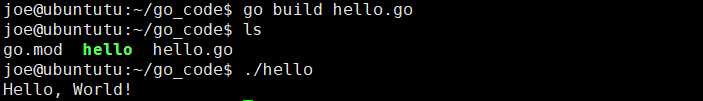 joe@ubuntutu:~/go_code$ go build hello.go
joe@ubuntutu:~/go_code$ ls
go.mod  hello  hello.go
joe@ubuntutu:~/go_code$ ./hello
Hello, World!